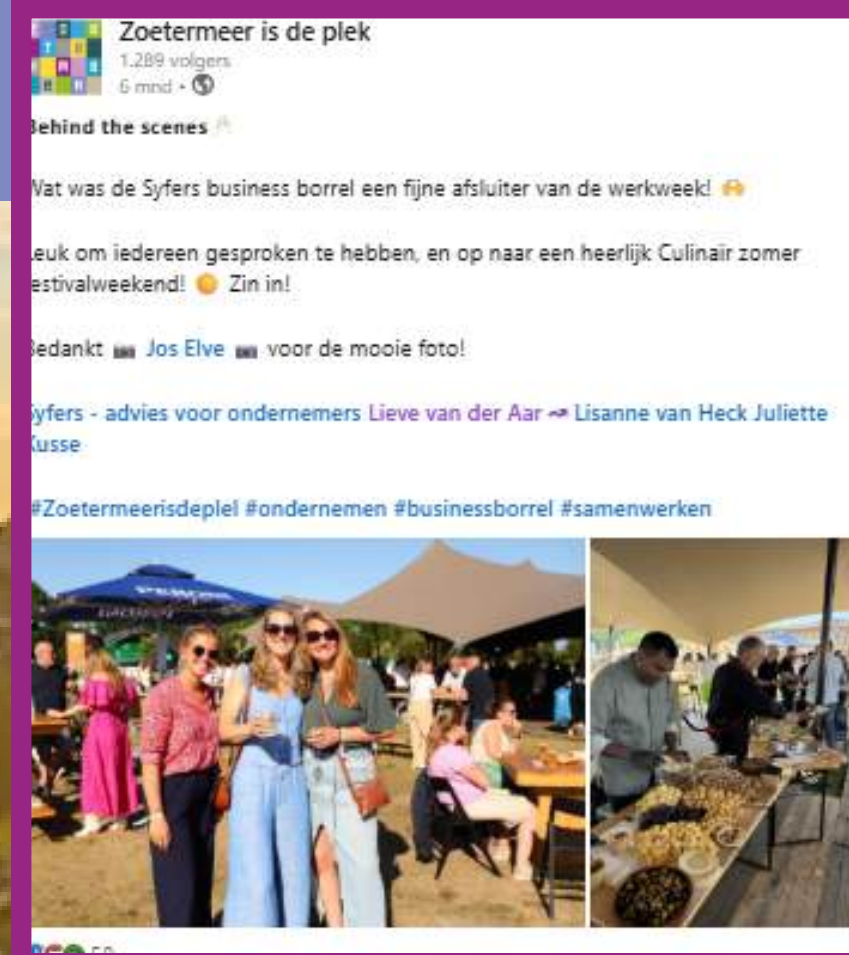 Zoetermeer is de plek
1.289 volgers
6 mnd •
Behind the scenes
Wat was de Syfers business borrel een fijne afsluiter van de werkweek!
Leuk om iedereen gesproken te hebben, en op naar een heerlijk Culinair zomer
festivalweekend! Zin in!
Bedankt Jos Elve voor de mooie foto!
Syfers - advies voor ondernemers Lieve van der Aar Lisanne van Heck Juliette
Kusse
#Zoetermeerisdeplel #ondernemen #businessborrel #samenwerken